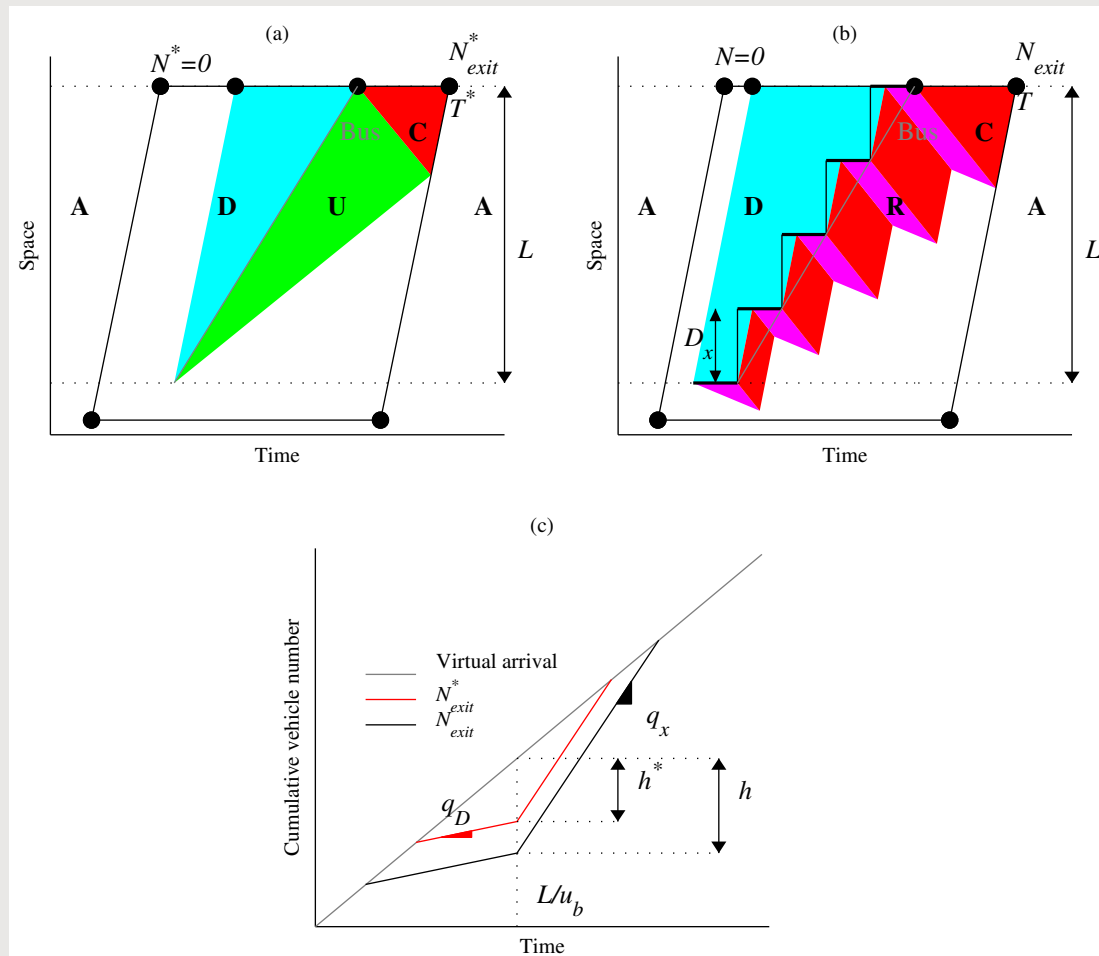 (a)
N*=0
N*exit
T*
Bus
C
A
D
U
A
L
Space
Time
(b)
N=0
Nexit
T
Bus
C
A
D
R
A
Dx
L
Space
Time
(c)
Cumulative vehicle number
Virtual arrival
N*exit
Nexit
qx
h*
h
qD
L/ub
Time